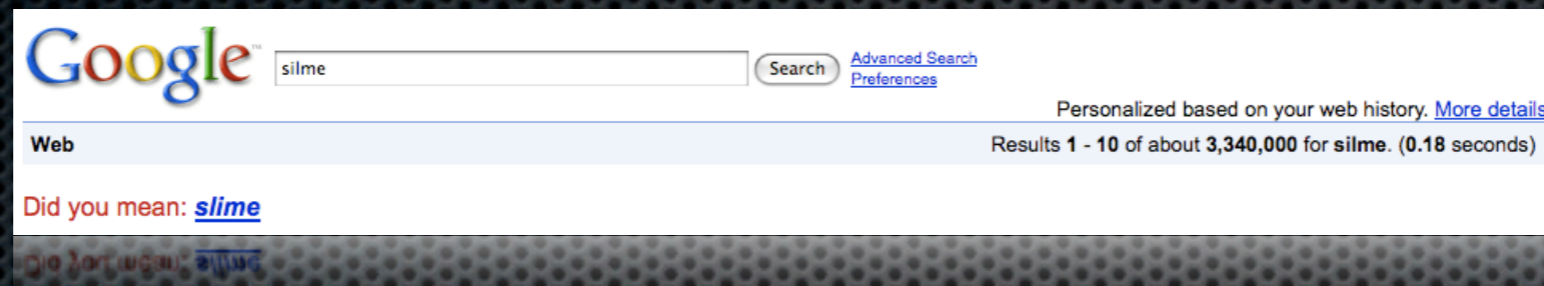 Google™
silme
Search
Advanced Search
Preferences
Personalized based on your web history. More details
Web
Results 1 - 10 of about 3,340,000 for silme. (0.18 seconds)
Did you mean: slime